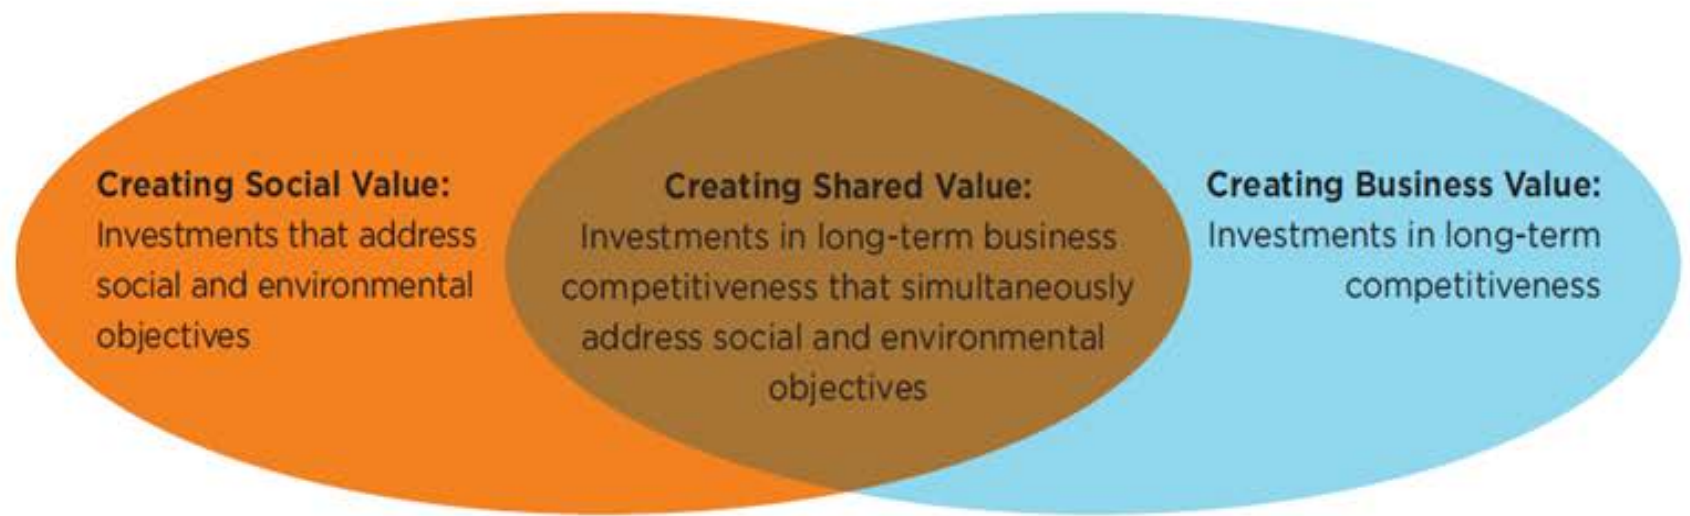 Creating Social Value:
Investments that address
social and environmental
objectives
Creating Shared Value:
Investments in long-term business
competitiveness that simultaneously
address social and environmental
objectives
Creating Business Value:
Investments in long-term
competitiveness